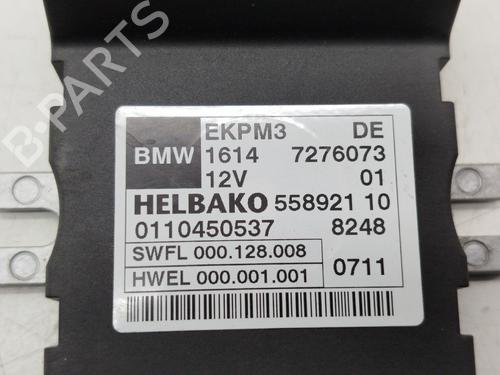 B-PARTS
EKPM3 DE
BMW 1614 7276073
12V 01
HELBAKO 558921 10
0110450537 8248
SWFL 000.128.008
HWEL 000.001.001 0711